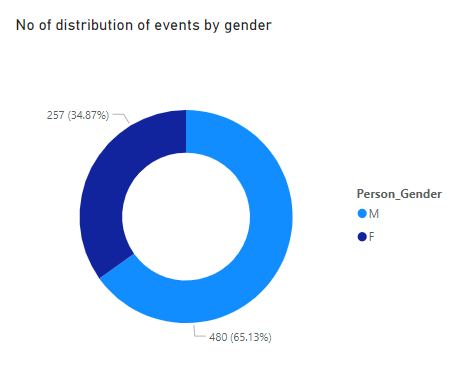 No of distribution of events by gender
257 (34.87%)
Person_Gender
M
F
480 (65.13%)